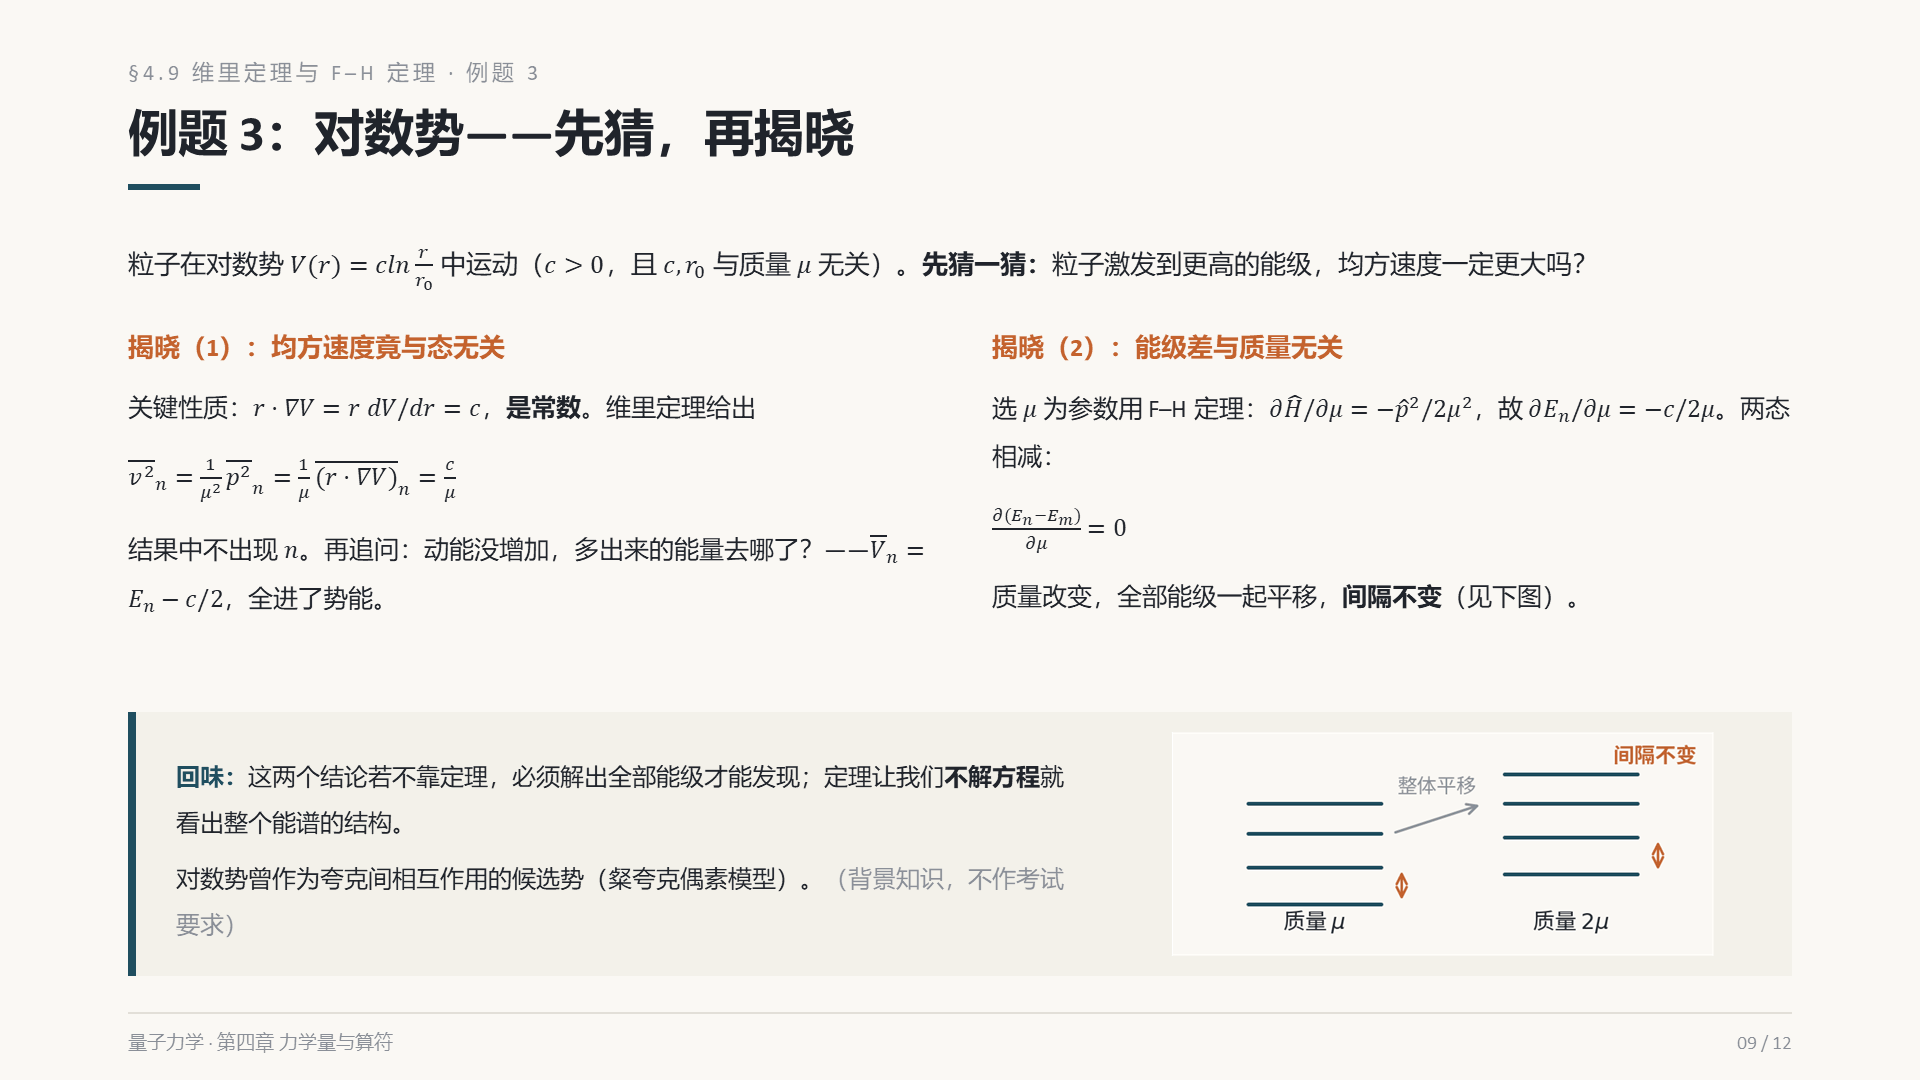 §4.9 维里定理与 F–H 定理 · 例题 3
例题 3：对数势——先猜，再揭晓
粒子在对数势 V(r) = cln r/r₀ 中运动（c > 0，且 c, r₀ 与质量 μ 无关）。先猜一猜：粒子激发到更高的能级，均方速度一定更大吗？
揭晓（1）：均方速度竟与态无关
关键性质：r · ∇V = r dV/dr = c，是常数。维里定理给出
v̅²̅ₙ = 1/μ² p̅²̅ₙ = 1/μ (r · ∇V)̅ₙ = c/μ
结果中不出现 n。再追问：动能没增加，多出来的能量去哪了？——V̅ₙ =
Eₙ − c/2，全进了势能。
揭晓（2）：能级差与质量无关
选 μ 为参数用 F–H 定理：∂Ĥ/∂μ = −p̂²/2μ²，故 ∂Eₙ/∂μ = −c/2μ。两态
相减：
∂(Eₙ−Eₘ)/∂μ = 0
质量改变，全部能级一起平移，间隔不变（见下图）。
回味：这两个结论若不靠定理，必须解出全部能级才能发现；定理让我们不解方程就
看出整个能谱的结构。
对数势曾作为夸克间相互作用的候选势（粲夸克偶素模型）。（背景知识，不作考试
要求）
间隔不变
整体平移
质量 μ
质量 2μ
量子力学 · 第四章 力学量与算符
09 / 12